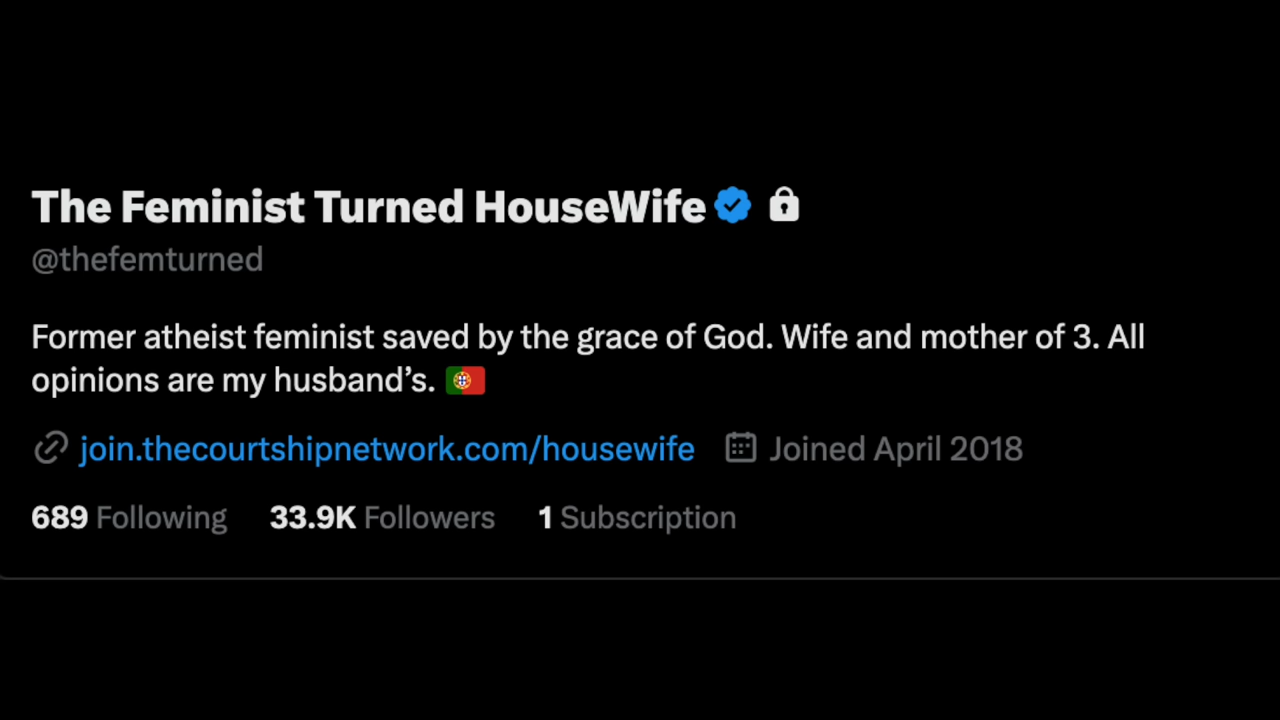 The Feminist Turned HouseWife
@thefemturned
Former atheist feminist saved by the grace of God. Wife and mother of 3. All
opinions are my husband’s. 🇵🇹
join.thecourtshipnetwork.com/housewife Joined April 2018
689 Following 33.9K Followers 1 Subscription